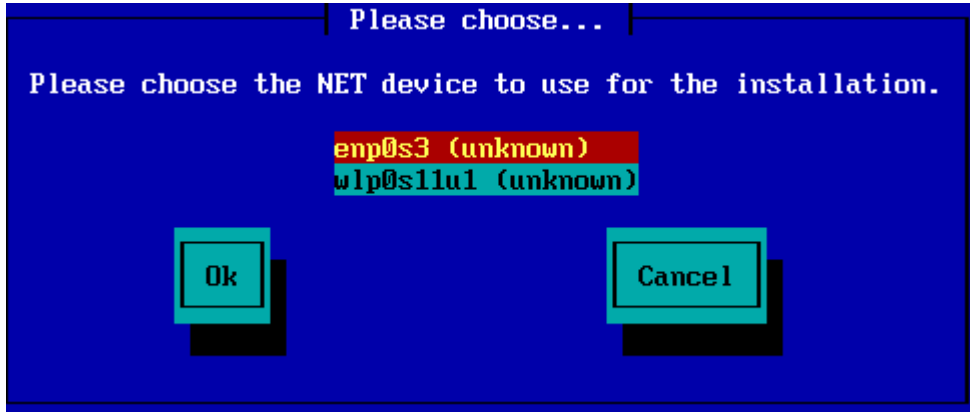 Please choose...
Please choose the NET device to use for the installation.
enp0s3 (unknown)
wlp0s11u1 (unknown)
Ok
Cancel